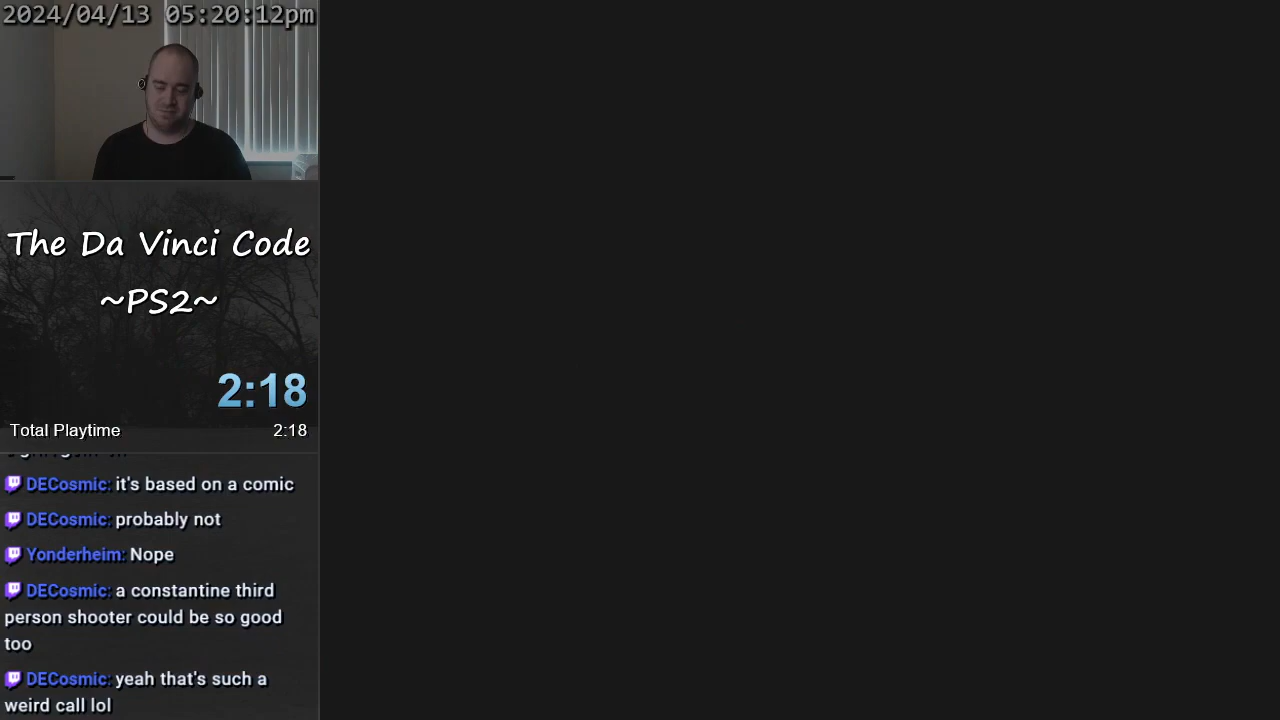 2024/04/13 05:20:12pm
The Da Vinci Code
~PS2~
2:18
Total Playtime 2:18
DECosmic: it's based on a comic
DECosmic: probably not
Yonderheim: Nope
DECosmic: a constantine third
person shooter could be so good
too
DECosmic: yeah that's such a
weird call lol